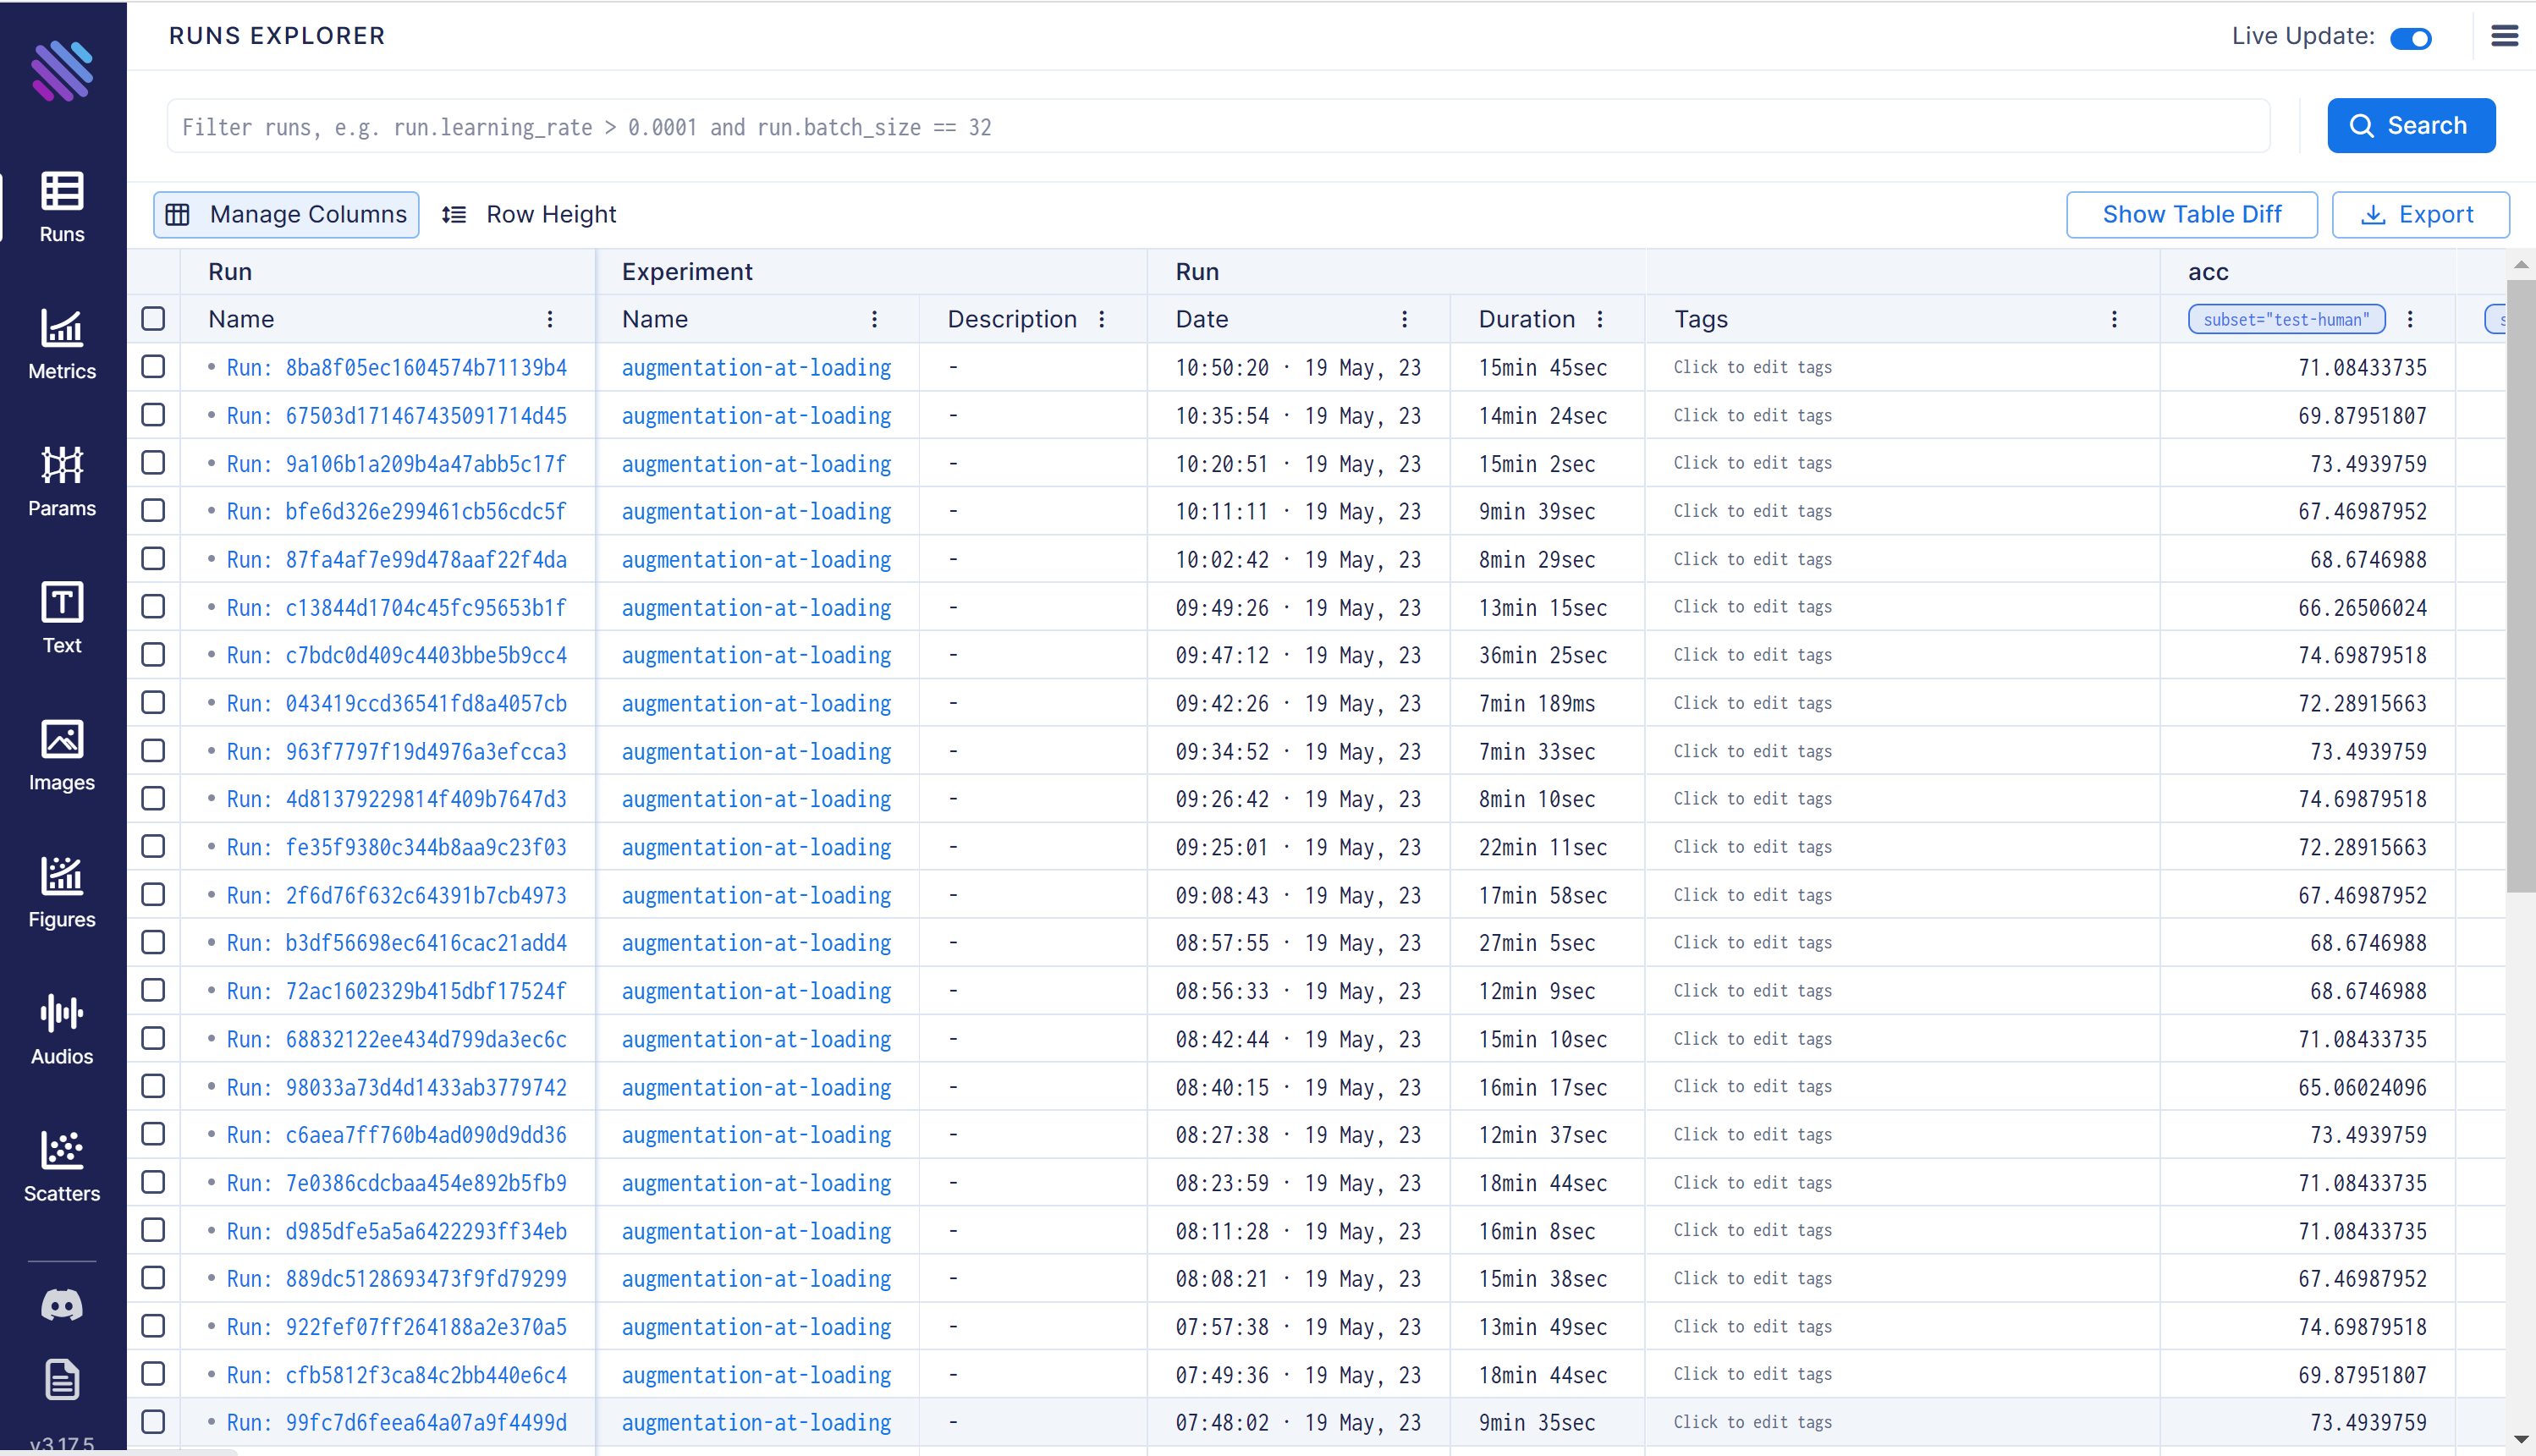 RUNS EXPLORER
Live Update:
Filter runs, e.g. run.learning_rate > 0.0001 and run.batch_size == 32
Search
Runs
Metrics
Params
Text
Images
Figures
Audios
Scatters
v3.17.5
Manage Columns
Row Height
Show Table Diff
Export
Run Experiment Run acc
Name Name Description Date Duration Tags subset="test-human"
Run: 8ba8f05ec1604574b71139b4 augmentation-at-loading - 10:50:20 · 19 May, 23 15min 45sec Click to edit tags 71.08433735
Run: 67503d171467435091714d45 augmentation-at-loading - 10:35:54 · 19 May, 23 14min 24sec Click to edit tags 69.87951807
Run: 9a106b1a209b4a47abb5c17f augmentation-at-loading - 10:20:51 · 19 May, 23 15min 2sec Click to edit tags 73.4939759
Run: bfe6d326e299461cb56cdc5f augmentation-at-loading - 10:11:11 · 19 May, 23 9min 39sec Click to edit tags 67.46987952
Run: 87fa4af7e99d478aaf22f4da augmentation-at-loading - 10:02:42 · 19 May, 23 8min 29sec Click to edit tags 68.6746988
Run: c13844d1704c45fc95653b1f augmentation-at-loading - 09:49:26 · 19 May, 23 13min 15sec Click to edit tags 66.26506024
Run: c7bdc0d409c4403bbe5b9cc4 augmentation-at-loading - 09:47:12 · 19 May, 23 36min 25sec Click to edit tags 74.69879518
Run: 043419ccd36541fd8a4057cb augmentation-at-loading - 09:42:26 · 19 May, 23 7min 189ms Click to edit tags 72.28915663
Run: 963f7797f19d4976a3efcca3 augmentation-at-loading - 09:34:52 · 19 May, 23 7min 33sec Click to edit tags 73.4939759
Run: 4d81379229814f409b7647d3 augmentation-at-loading - 09:26:42 · 19 May, 23 8min 10sec Click to edit tags 74.69879518
Run: fe35f9380c344b8aa9c23f03 augmentation-at-loading - 09:25:01 · 19 May, 23 22min 11sec Click to edit tags 72.28915663
Run: 2f6d76f632c64391b7cb4973 augmentation-at-loading - 09:08:43 · 19 May, 23 17min 58sec Click to edit tags 67.46987952
Run: b3df56698ec6416cac21add4 augmentation-at-loading - 08:57:55 · 19 May, 23 27min 5sec Click to edit tags 68.6746988
Run: 72ac1602329b415dbf17524f augmentation-at-loading - 08:56:33 · 19 May, 23 12min 9sec Click to edit tags 68.6746988
Run: 68832122ee434d799da3ec6c augmentation-at-loading - 08:42:44 · 19 May, 23 15min 10sec Click to edit tags 71.08433735
Run: 98033a73d4d1433ab3779742 augmentation-at-loading - 08:40:15 · 19 May, 23 16min 17sec Click to edit tags 65.06024096
Run: c6aea7ff760b4ad090d9dd36 augmentation-at-loading - 08:27:38 · 19 May, 23 12min 37sec Click to edit tags 73.4939759
Run: 7e0386cdcbaa454e892b5fb9 augmentation-at-loading - 08:23:59 · 19 May, 23 18min 44sec Click to edit tags 71.08433735
Run: d985dfe5a5a6422293ff34eb augmentation-at-loading - 08:11:28 · 19 May, 23 16min 8sec Click to edit tags 71.08433735
Run: 889dc5128693473f9fd79299 augmentation-at-loading - 08:08:21 · 19 May, 23 15min 38sec Click to edit tags 67.46987952
Run: 922fef07ff264188a2e370a5 augmentation-at-loading - 07:57:38 · 19 May, 23 13min 49sec Click to edit tags 74.69879518
Run: cfb5812f3ca84c2bb440e6c4 augmentation-at-loading - 07:49:36 · 19 May, 23 18min 44sec Click to edit tags 69.87951807
Run: 99fc7d6feea64a07a9f4499d augmentation-at-loading - 07:48:02 · 19 May, 23 9min 35sec Click to edit tags 73.4939759